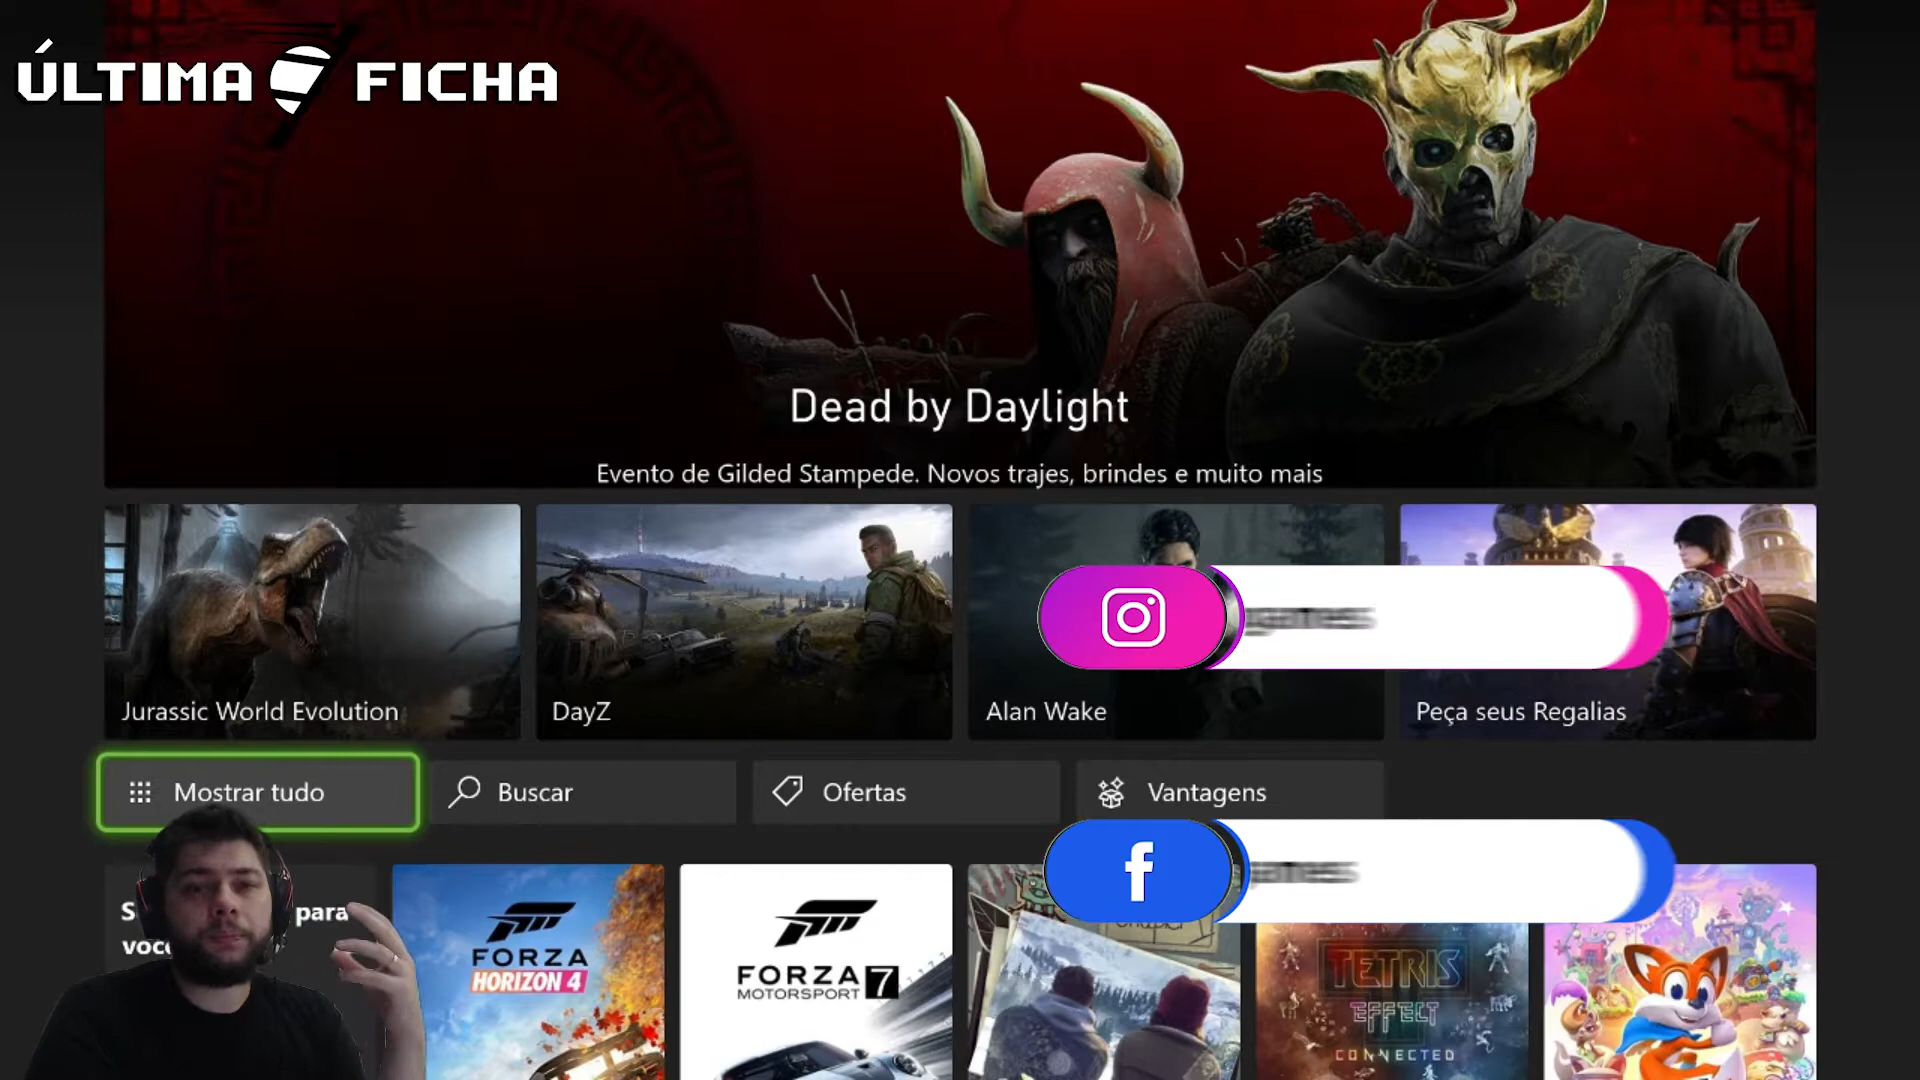 ÚLTIMA FICHA
Dead by Daylight
Evento de Gilded Stampede. Novos trajes, brindes e muito mais
Jurassic World Evolution
DayZ
Alan Wake
Peça seus Regalias
Mostrar tudo
Buscar
Ofertas
Vantagens
para
FORZA
HORIZON 4
FORZA
MOTORSPORT 7
TETRIS
EFFECT
CONNECTED